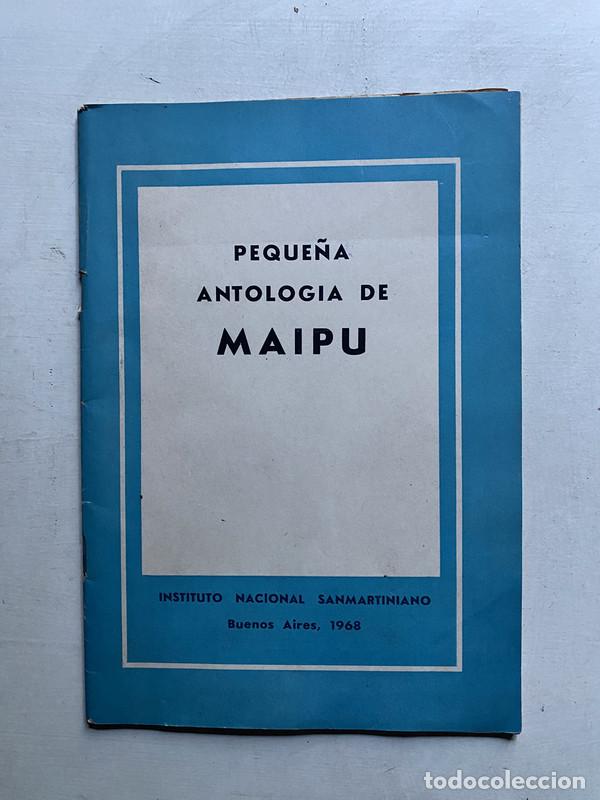 PEQUEÑA
ANTOLOGIA DE
MAIPU
INSTITUTO NACIONAL SANMARTINIANO
Buenos Aires, 1968
todocoleccion